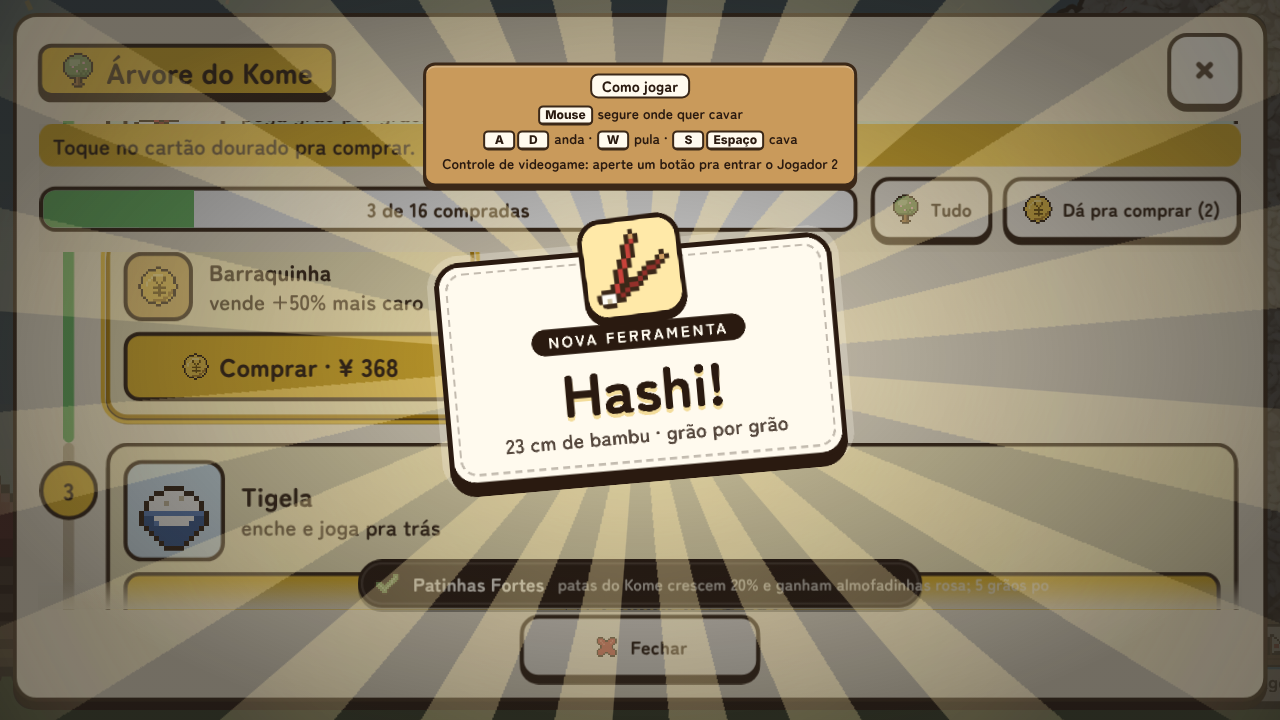 Árvore do Kome
Como jogar
Mouse segure onde quer cavar
A D anda · W pula · S Espaço cava
Controle de videogame: aperte um botão pra entrar o Jogador 2
Toque no cartão dourado pra comprar.
3 de 16 compradas
Tudo
Dá pra comprar (2)
Barraquinha
vende +50% mais caro
Comprar · ¥ 368
NOVA FERRAMENTA
Hashi!
23 cm de bambu · grão por grão
3
Tigela
enche e joga pra trás
Patinhas Fortes patas do Kome crescem 20% e ganham almofadinhas rosa; 5 grãos po
Fechar